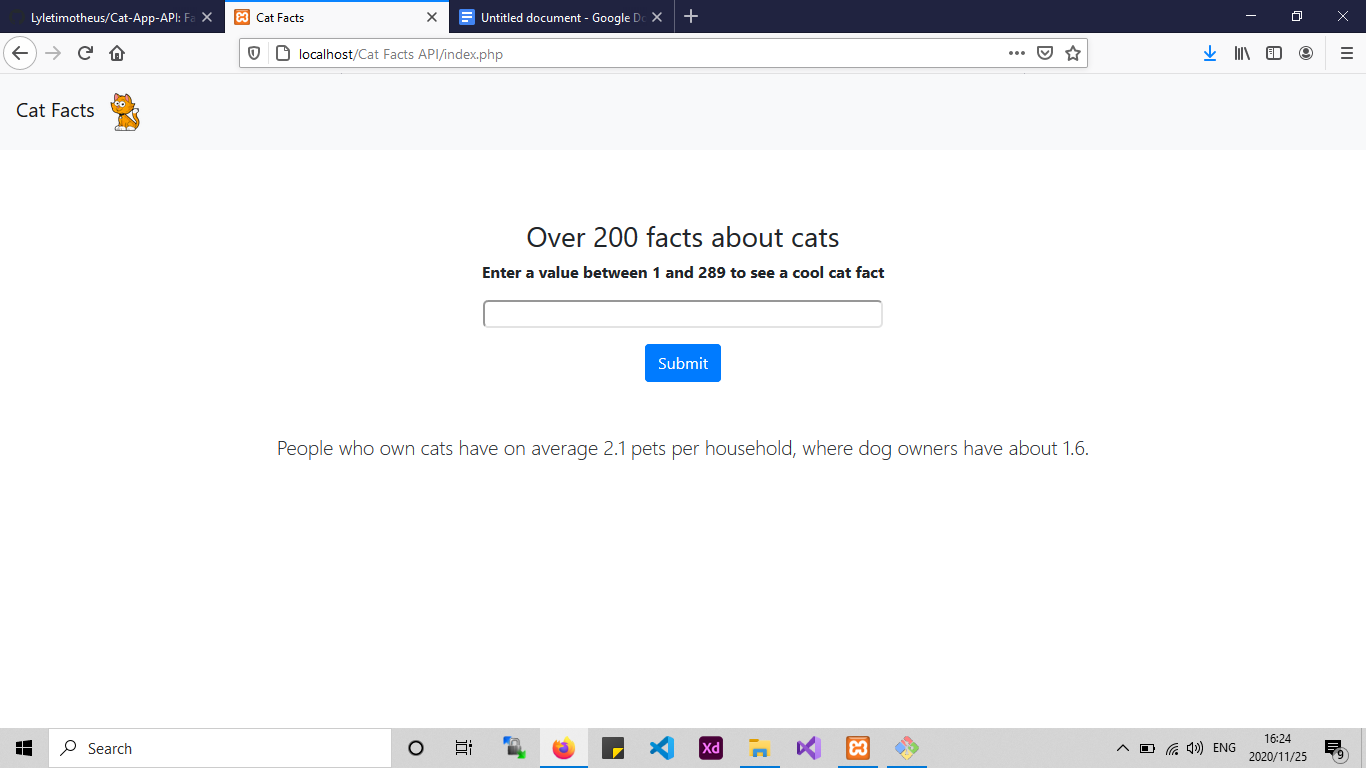 Lyletimotheus/Cat-App-API: Fa
Cat Facts
Untitled document - Google Do
localhost/Cat Facts API/index.php
Cat Facts
Over 200 facts about cats
Enter a value between 1 and 289 to see a cool cat fact
Submit
People who own cats have on average 2.1 pets per household, where dog owners have about 1.6.
Search
Xd
ENG
16:24
2020/11/25
9